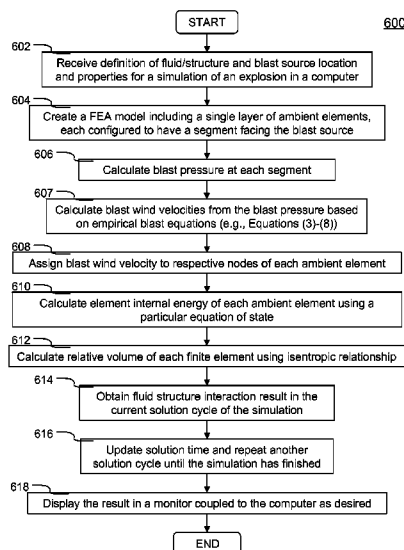 START
600
602
Receive definition of fluid/structure and blast source location
and properties for a simulation of an explosion in a computer
604
Create a FEA model including a single layer of ambient elements,
each configured to have a segment facing the blast source
606
Calculate blast pressure at each segment
607
Calculate blast wind velocities from the blast pressure based
on empirical blast equations (e.g., Equations (3)-(8))
608
Assign blast wind velocity to respective nodes of each ambient element
610
Calculate element internal energy of each ambient element using a
particular equation of state
612
Calculate relative volume of each finite element using isentropic relationship
614
Obtain fluid structure interaction result in the
current solution cycle of the simulation
616
Update solution time and repeat another
solution cycle until the simulation has finished
618
Display the result in a monitor coupled to the computer as desired
END